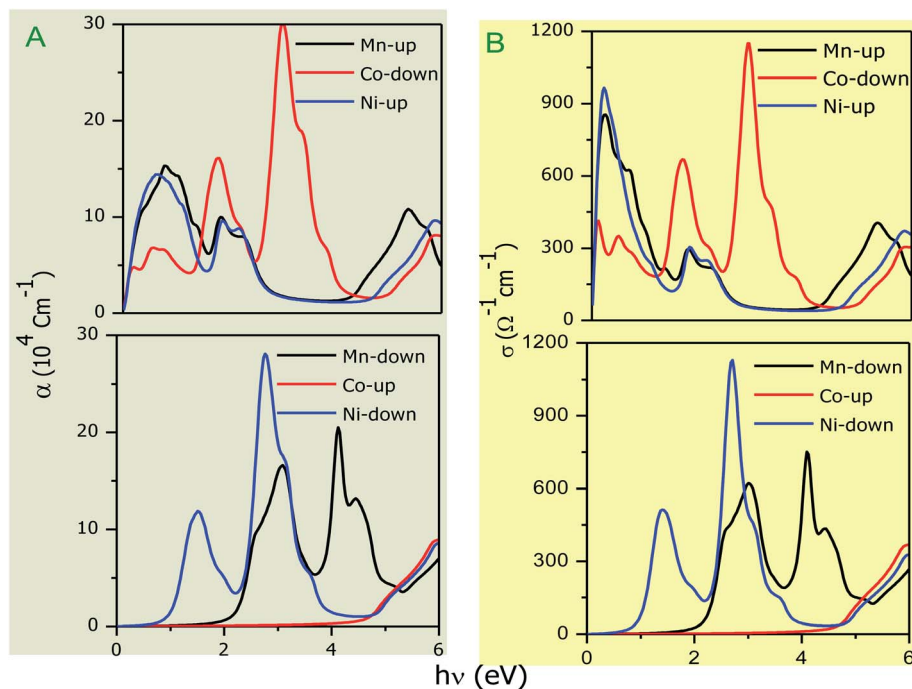 A
30
20
10
0
Mn-up
Co-down
Ni-up
α (10⁴ Cm⁻¹)
30
20
10
0
Mn-down
Co-up
Ni-down
0
2
4
6
B
1200
900
600
300
0
Mn-up
Co-down
Ni-up
σ (Ω⁻¹ cm⁻¹)
1200
900
600
300
0
Mn-down
Co-up
Ni-down
0
2
4
6
hν (eV)